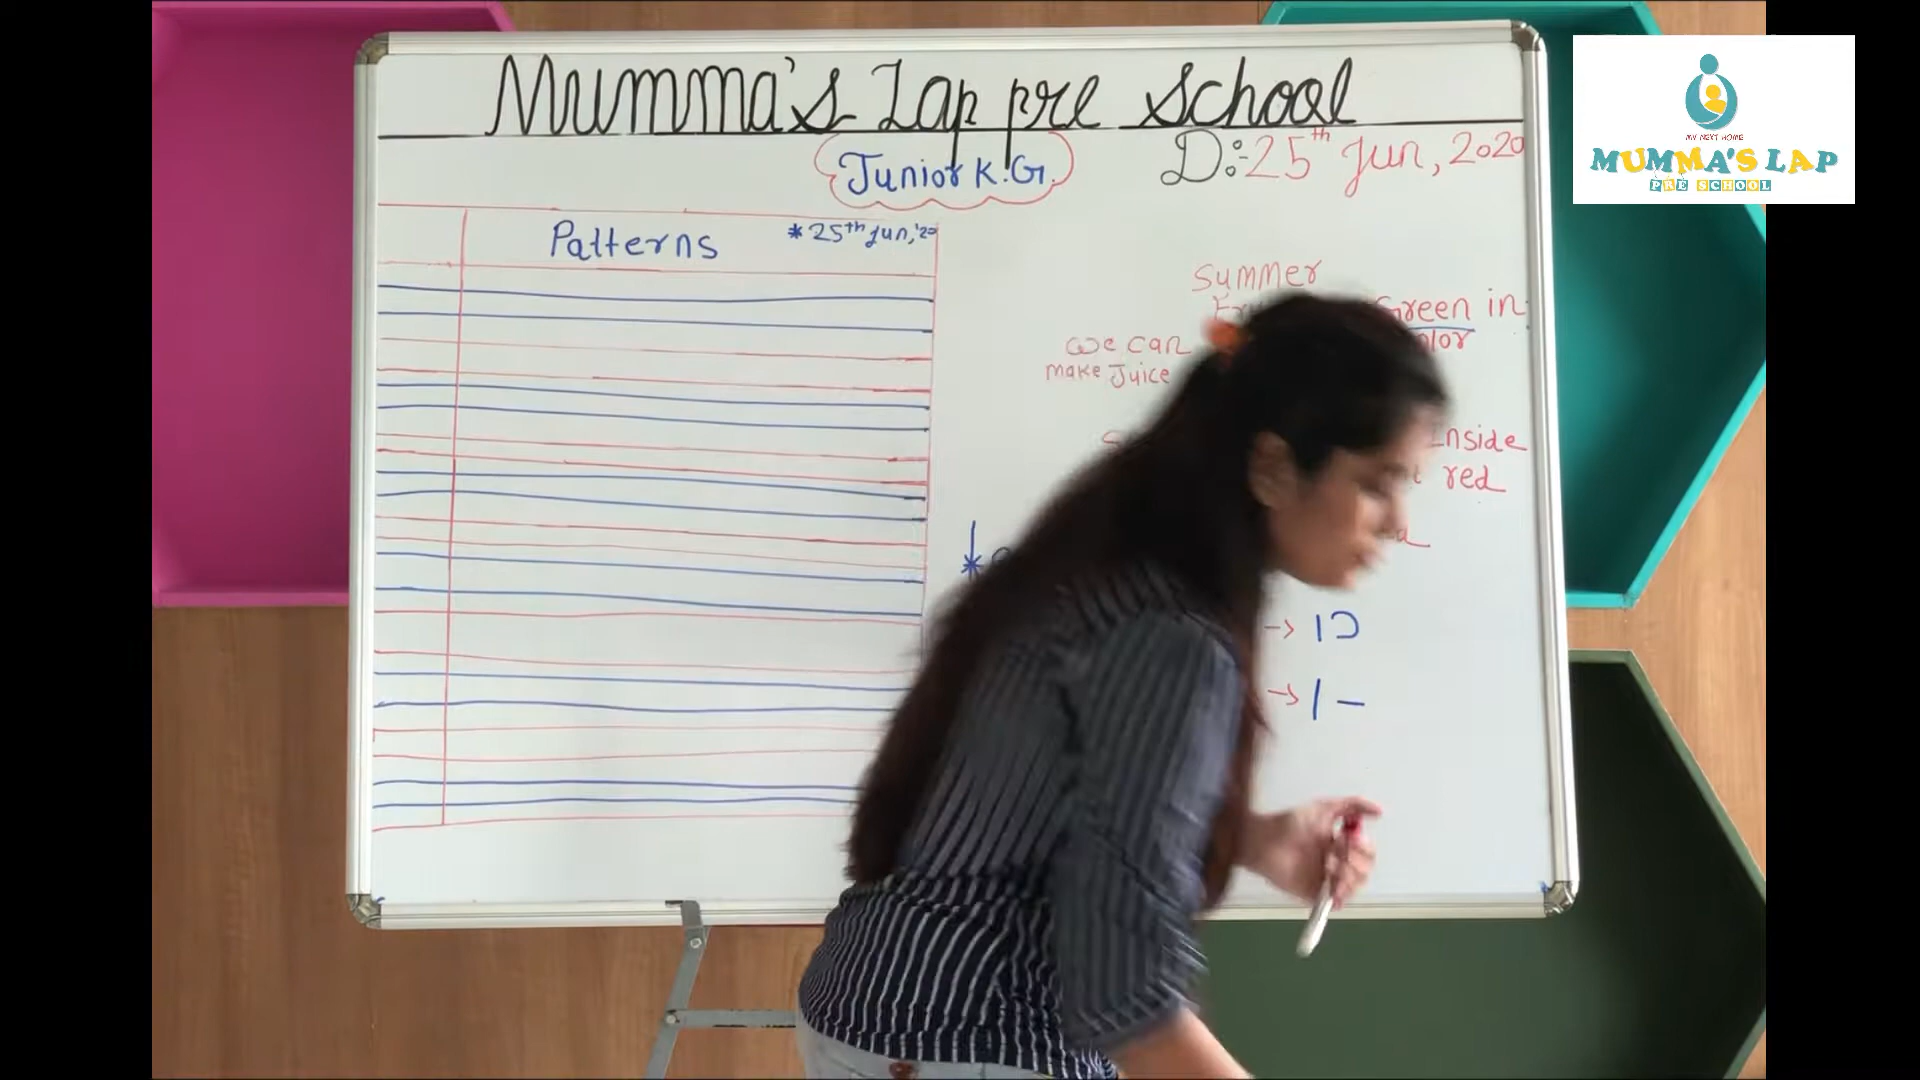 Mumma's Lap pre School
Junior K.G.
D:-25th Jun, 2020
Patterns
*25th Jun,'20
Summer
Green in
we can
make Juice
Inside
red
→ 1Ɔ
→ | —
MY NEXT HOME
MUMMA'S LAP
PRE SCHOOL